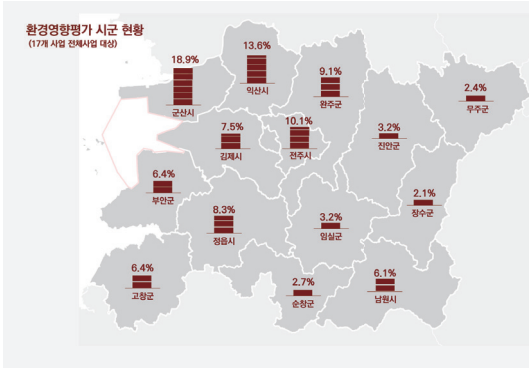 환경영향평가 시군 현황
(17개 사업 전체사업 대상)
18.9%
군산시
13.6%
익산시
9.1%
완주군
2.4%
무주군
7.5%
김제시
10.1%
전주시
3.2%
진안군
6.4%
부안군
8.3%
정읍시
3.2%
임실군
2.1%
장수군
6.4%
고창군
2.7%
순창군
6.1%
남원시